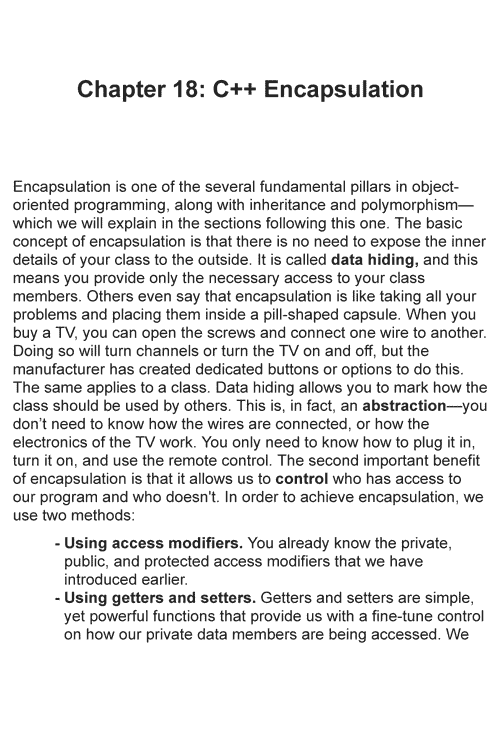 Chapter 18: C++ Encapsulation
Encapsulation is one of the several fundamental pillars in object-
oriented programming, along with inheritance and polymorphism—
which we will explain in the sections following this one. The basic
concept of encapsulation is that there is no need to expose the inner
details of your class to the outside. It is called data hiding, and this
means you provide only the necessary access to your class
members. Others even say that encapsulation is like taking all your
problems and placing them inside a pill-shaped capsule. When you
buy a TV, you can open the screws and connect one wire to another.
Doing so will turn channels or turn the TV on and off, but the
manufacturer has created dedicated buttons or options to do this.
The same applies to a class. Data hiding allows you to mark how the
class should be used by others. This is, in fact, an abstraction—you
don’t need to know how the wires are connected, or how the
electronics of the TV work. You only need to know how to plug it in,
turn it on, and use the remote control. The second important benefit
of encapsulation is that it allows us to control who has access to
our program and who doesn't. In order to achieve encapsulation, we
use two methods:
- Using access modifiers. You already know the private,
public, and protected access modifiers that we have
introduced earlier.
- Using getters and setters. Getters and setters are simple,
yet powerful functions that provide us with a fine-tune control
on how our private data members are being accessed. We